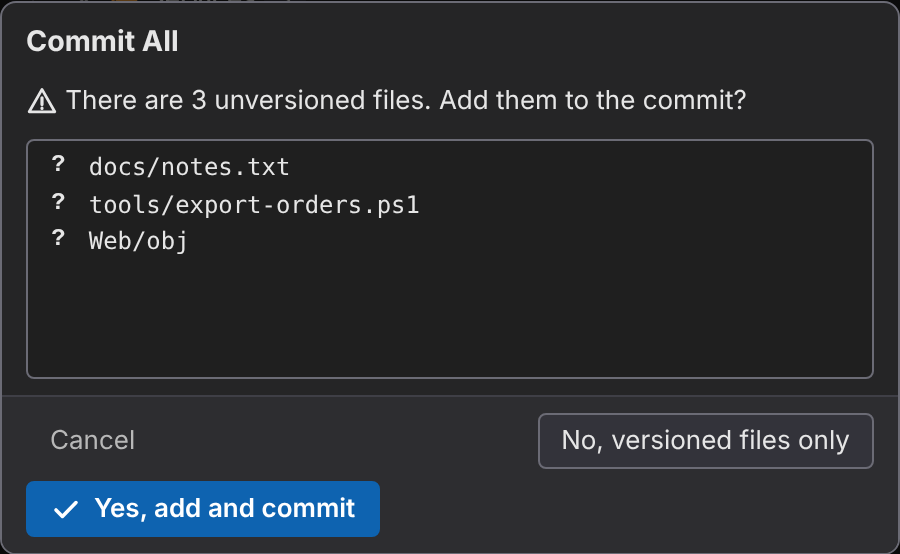 Commit All
There are 3 unversioned files. Add them to the commit?
? docs/notes.txt
? tools/export-orders.ps1
? Web/obj
Cancel
No, versioned files only
Yes, add and commit